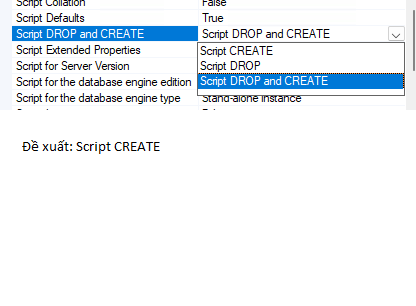 Script Collation False
Script Defaults True
Script DROP and CREATE Script DROP and CREATE
Script Extended Properties Script CREATE
Script for Server Version Script DROP
Script for the database engine edition Script DROP and CREATE
Script for the database engine type Stand-alone instance
Đề xuất: Script CREATE